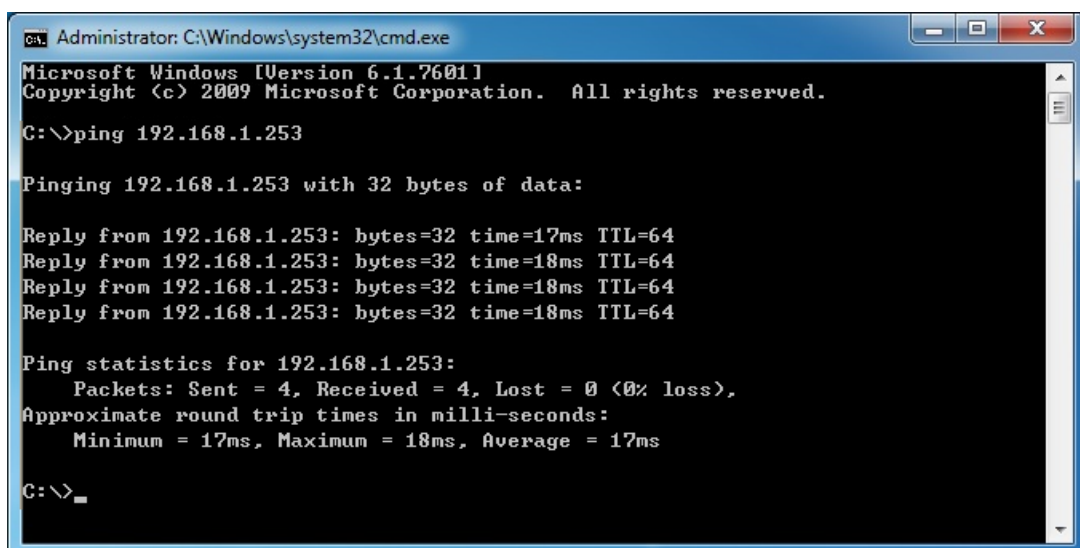 Administrator: C:\Windows\system32\cmd.exe
Microsoft Windows [Version 6.1.7601]
Copyright (c) 2009 Microsoft Corporation.  All rights reserved.
C:\>ping 192.168.1.253
Pinging 192.168.1.253 with 32 bytes of data:
Reply from 192.168.1.253: bytes=32 time=17ms TTL=64
Reply from 192.168.1.253: bytes=32 time=18ms TTL=64
Reply from 192.168.1.253: bytes=32 time=18ms TTL=64
Reply from 192.168.1.253: bytes=32 time=18ms TTL=64
Ping statistics for 192.168.1.253:
    Packets: Sent = 4, Received = 4, Lost = 0 (0% loss),
Approximate round trip times in milli-seconds:
    Minimum = 17ms, Maximum = 18ms, Average = 17ms
C:\>_